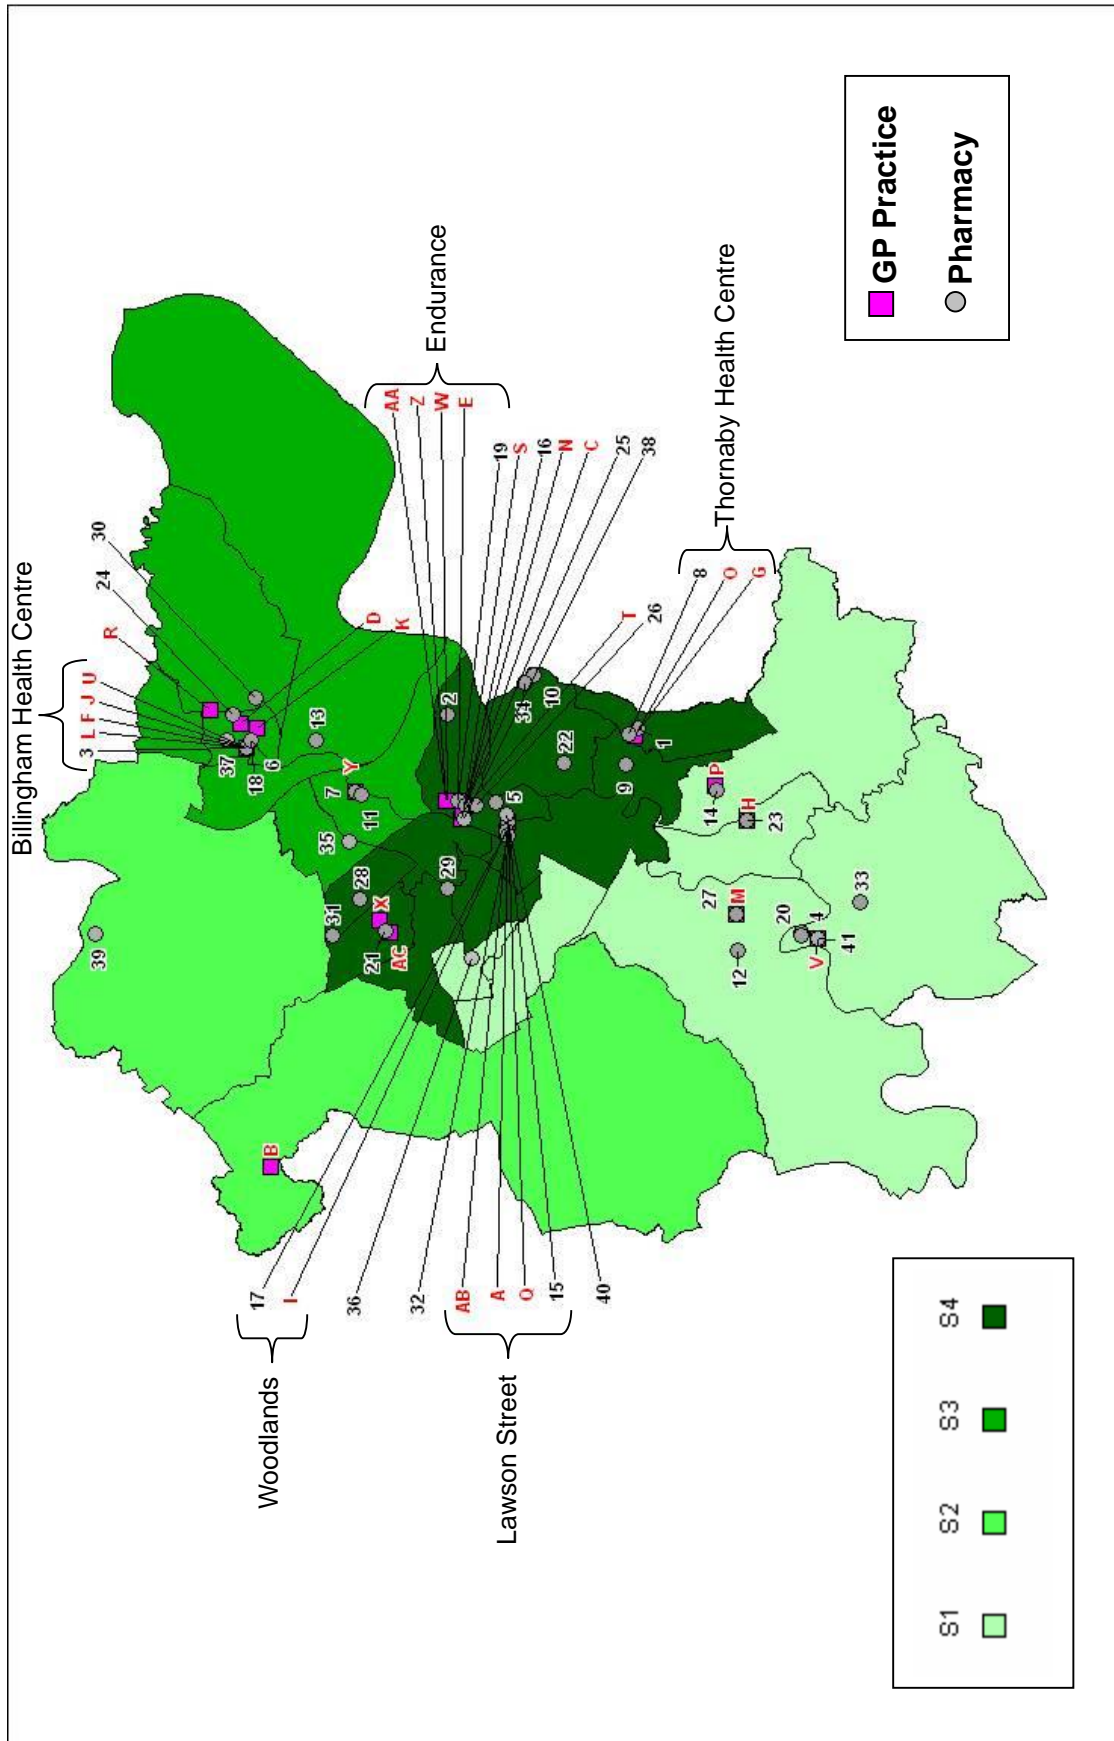 Billingham Health Centre
3
L
F
J
U
R
24
30
D
K
37
18
6
13
39
B
Woodlands
17
I
36
32
Lawson Street
AB
A
Q
15
40
31
28
35
7
Y
11
21
X
AC
29
2
5
Endurance
AA
Z
W
E
19
S
16
N
C
25
38
T
26
34
10
22
9
1
Thornaby Health Centre
8
O
G
14
P
H
23
27
M
12
20
4
V
41
33
GP Practice
Pharmacy
S1
S2
S3
S4